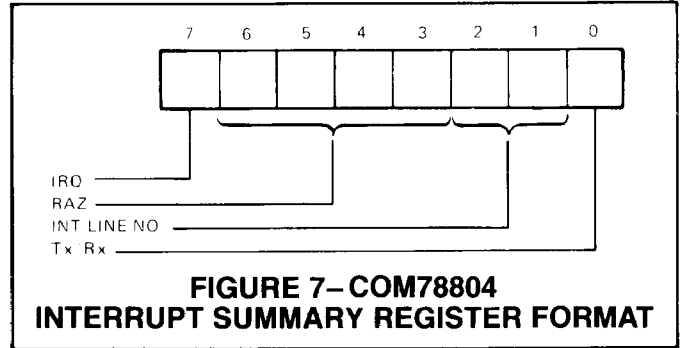 7 6 5 4 3 2 1 0
IRQ
RAZ
INT LINE NO
Tx/Rx
FIGURE 7–COM78804
INTERRUPT SUMMARY REGISTER FORMAT